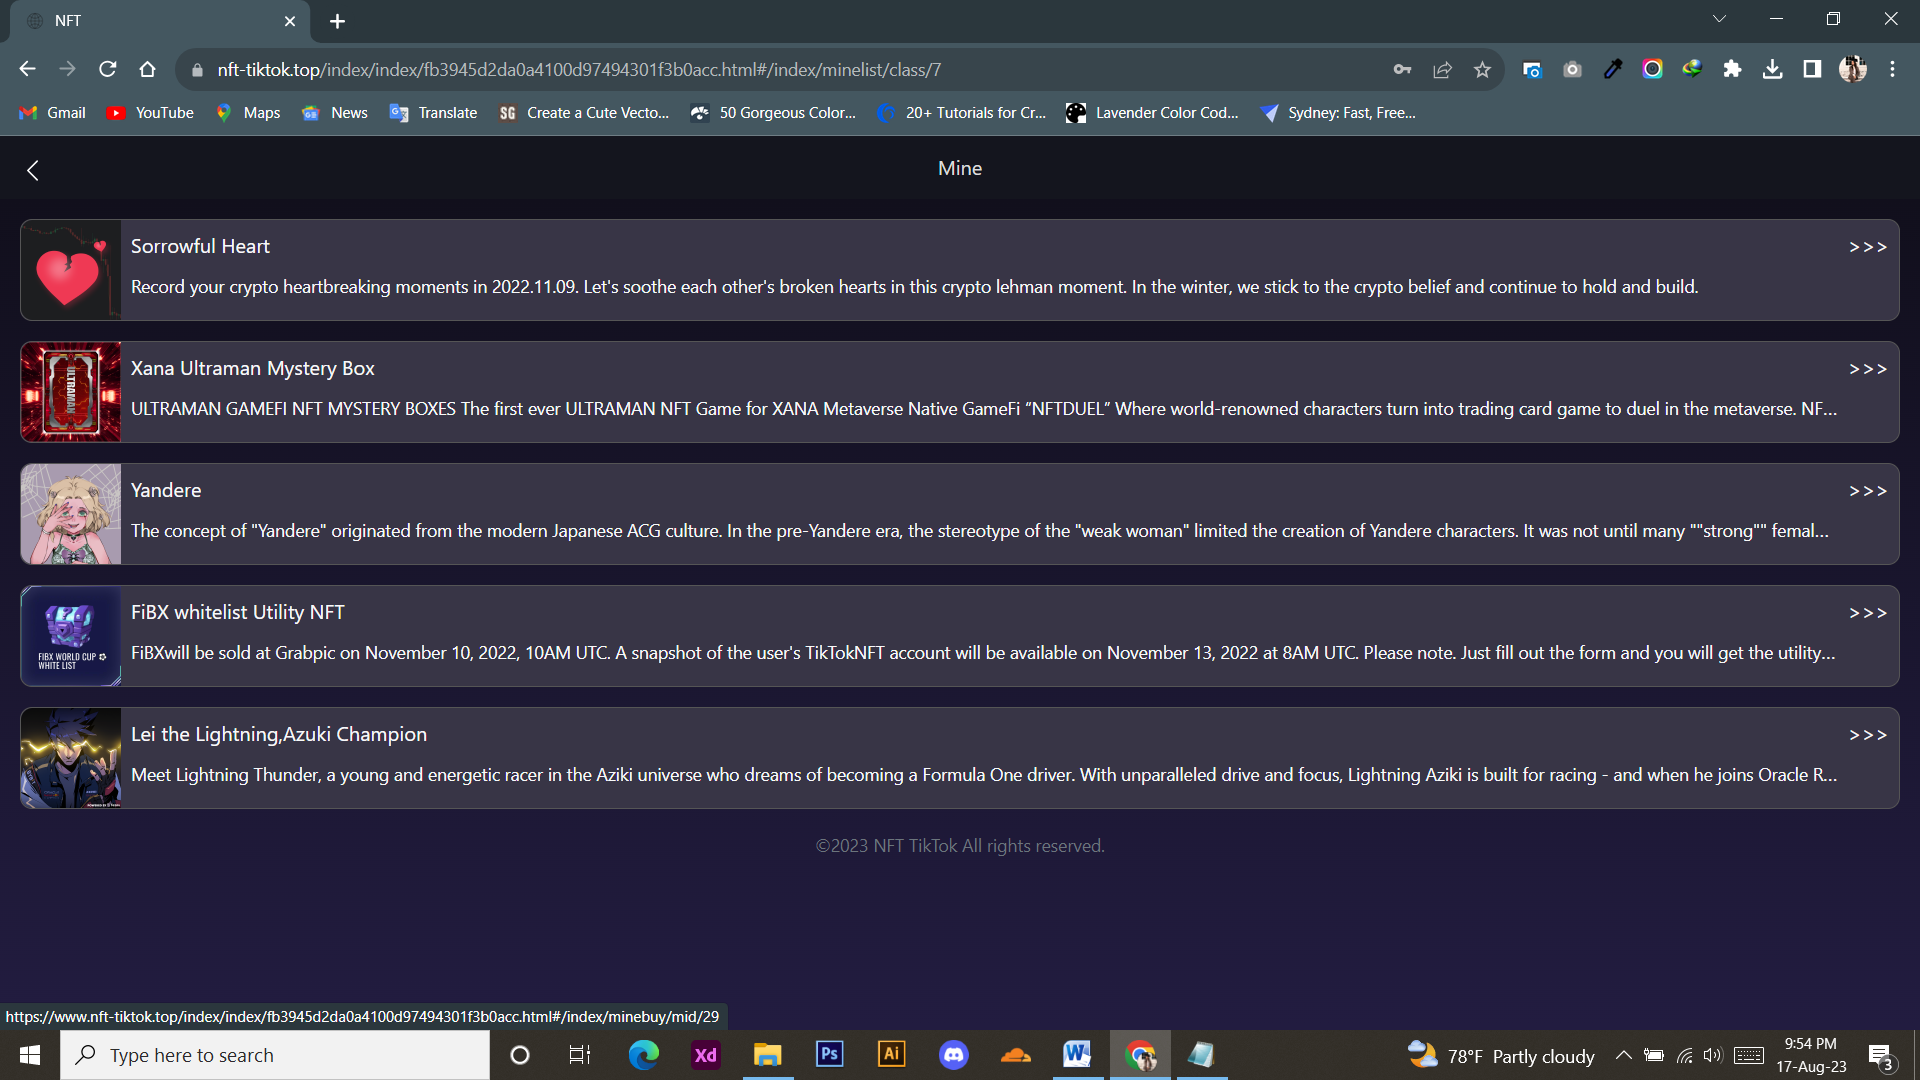 NFT
nft-tiktok.top/index/index/fb3945d2da0a4100d97494301f3b0acc.html#/index/minelist/class/7
Gmail YouTube Maps News Translate SG Create a Cute Vecto... 50 Gorgeous Color... 20+ Tutorials for Cr... Lavender Color Cod... Sydney: Fast, Free...
Mine
Sorrowful Heart >>>
Record your crypto heartbreaking moments in 2022.11.09. Let's soothe each other's broken hearts in this crypto lehman moment. In the winter, we stick to the crypto belief and continue to hold and build.
ULTRAMAN
Xana Ultraman Mystery Box >>>
ULTRAMAN GAMEFI NFT MYSTERY BOXES The first ever ULTRAMAN NFT Game for XANA Metaverse Native GameFi “NFTDUEL” Where world-renowned characters turn into trading card game to duel in the metaverse. NF...
Yandere >>>
The concept of "Yandere" originated from the modern Japanese ACG culture. In the pre-Yandere era, the stereotype of the "weak woman" limited the creation of Yandere characters. It was not until many ""strong"" femal...
FIBX WORLD CUP
WHITE LIST
FiBX whitelist Utility NFT >>>
FiBXwill be sold at Grabpic on November 10, 2022, 10AM UTC. A snapshot of the user's TikTokNFT account will be available on November 13, 2022 at 8AM UTC. Please note. Just fill out the form and you will get the utility...
Lei the Lightning,Azuki Champion >>>
Meet Lightning Thunder, a young and energetic racer in the Aziki universe who dreams of becoming a Formula One driver. With unparalleled drive and focus, Lightning Aziki is built for racing - and when he joins Oracle R...
©2023 NFT TikTok All rights reserved.
https://www.nft-tiktok.top/index/index/fb3945d2da0a4100d97494301f3b0acc.html#/index/minebuy/mid/29
Type here to search
Xd Ps Ai W
78°F Partly cloudy
9:54 PM
17-Aug-23
3